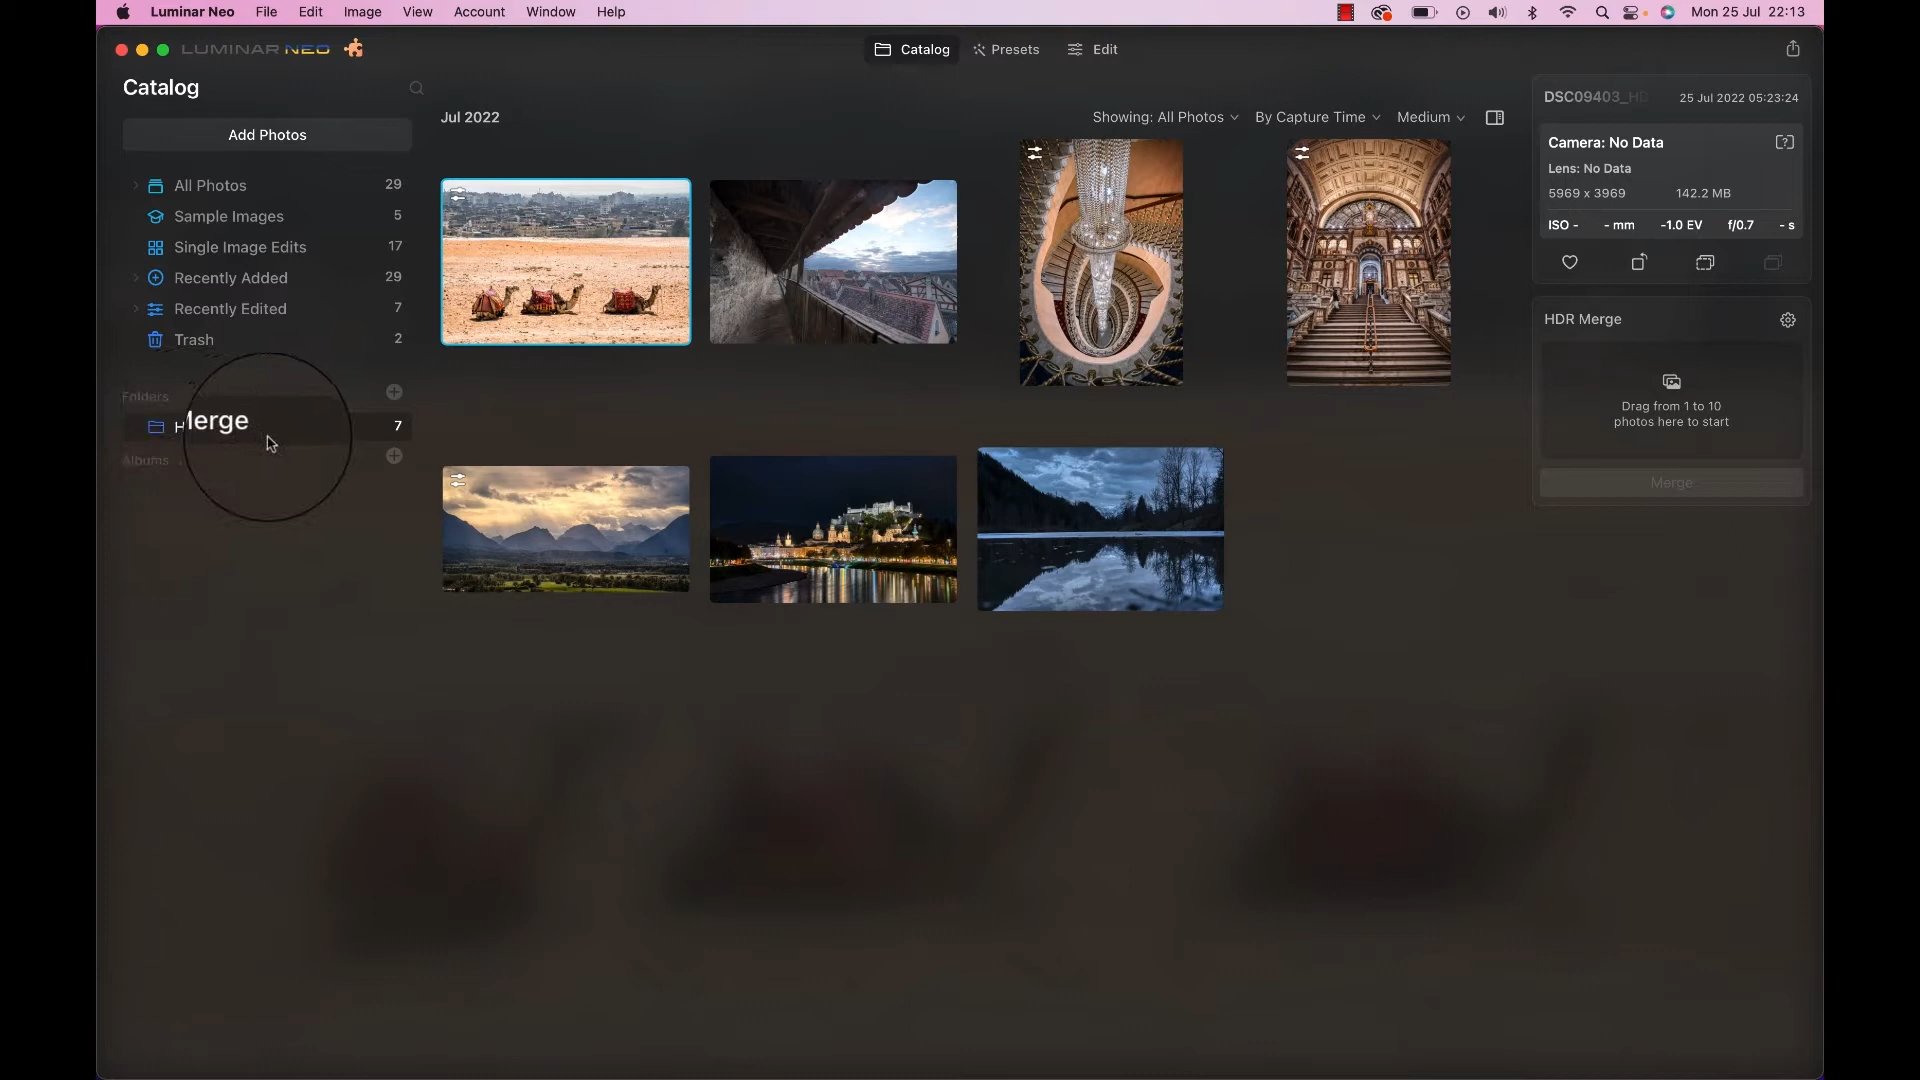 Luminar Neo File Edit Image View Account Window Help Mon 25 Jul 22:13
LUMINAR NEO
Catalog Presets Edit
Catalog
Add Photos
All Photos 29
Sample Images 5
Single Image Edits 17
Recently Added 29
Recently Edited 7
Trash 2
Folders
Merge 7
Albums
Jul 2022
Showing: All Photos By Capture Time Medium
DSC09403_HD 25 Jul 2022 05:23:24
Camera: No Data
Lens: No Data
5969 x 3969 142.2 MB
ISO - - mm -1.0 EV f/0.7 - s
HDR Merge
Drag from 1 to 10
photos here to start
Merge